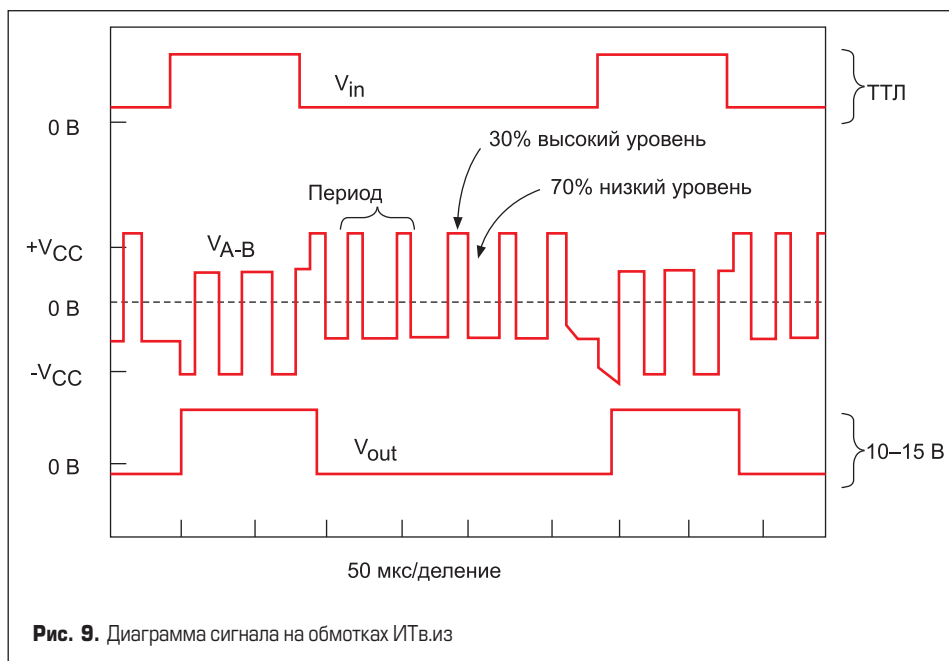 V_in
ТТЛ
0 В
30% высокий уровень
70% низкий уровень
Период
+V_CC
V_A-B
0 В
-V_CC
V_out
0 В
10–15 В
50 мкс/деление
Рис. 9. Диаграмма сигнала на обмотках ИТв.из